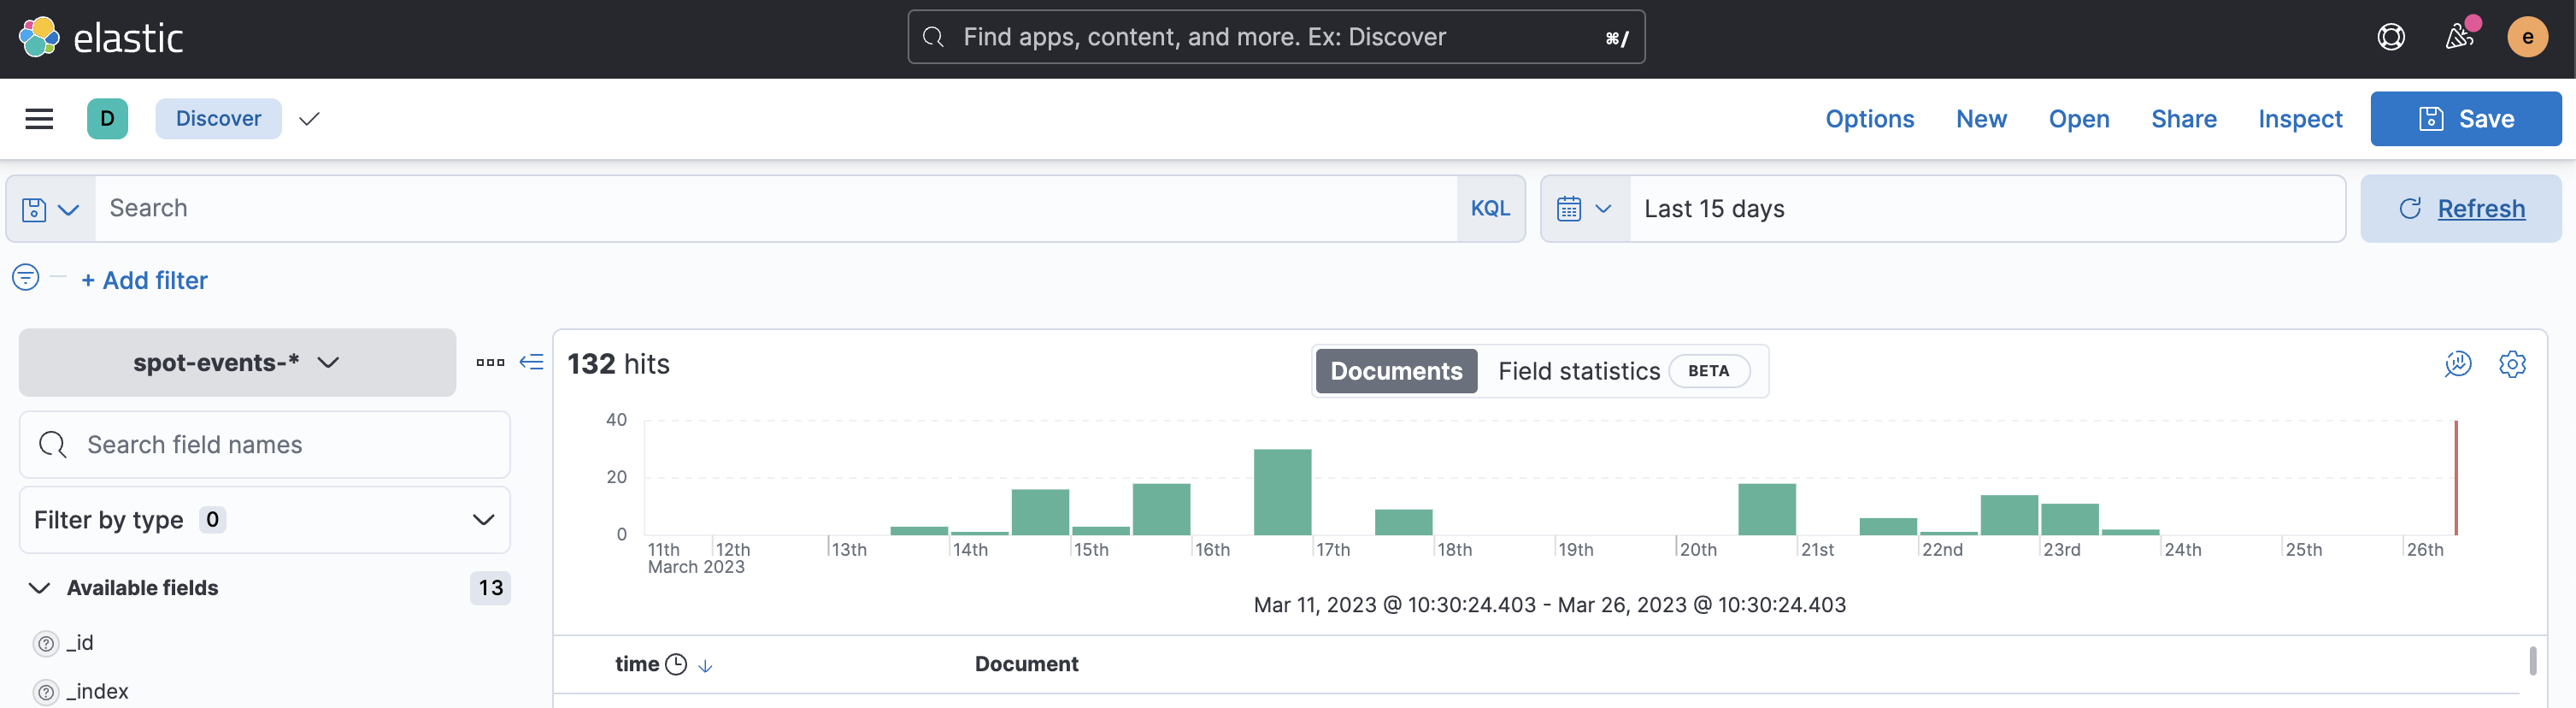 elastic
Find apps, content, and more. Ex: Discover
⌘/
e
D
Discover
Options
New
Open
Share
Inspect
Save
Search
KQL
Last 15 days
Refresh
+ Add filter
spot-events-*
132 hits
Documents
Field statistics
BETA
Search field names
Filter by type 0
Available fields
13
_id
_index
40
20
0
11th 12th 13th 14th 15th 16th 17th 18th 19th 20th 21st 22nd 23rd 24th 25th 26th
March 2023
Mar 11, 2023 @ 10:30:24.403 - Mar 26, 2023 @ 10:30:24.403
time
Document